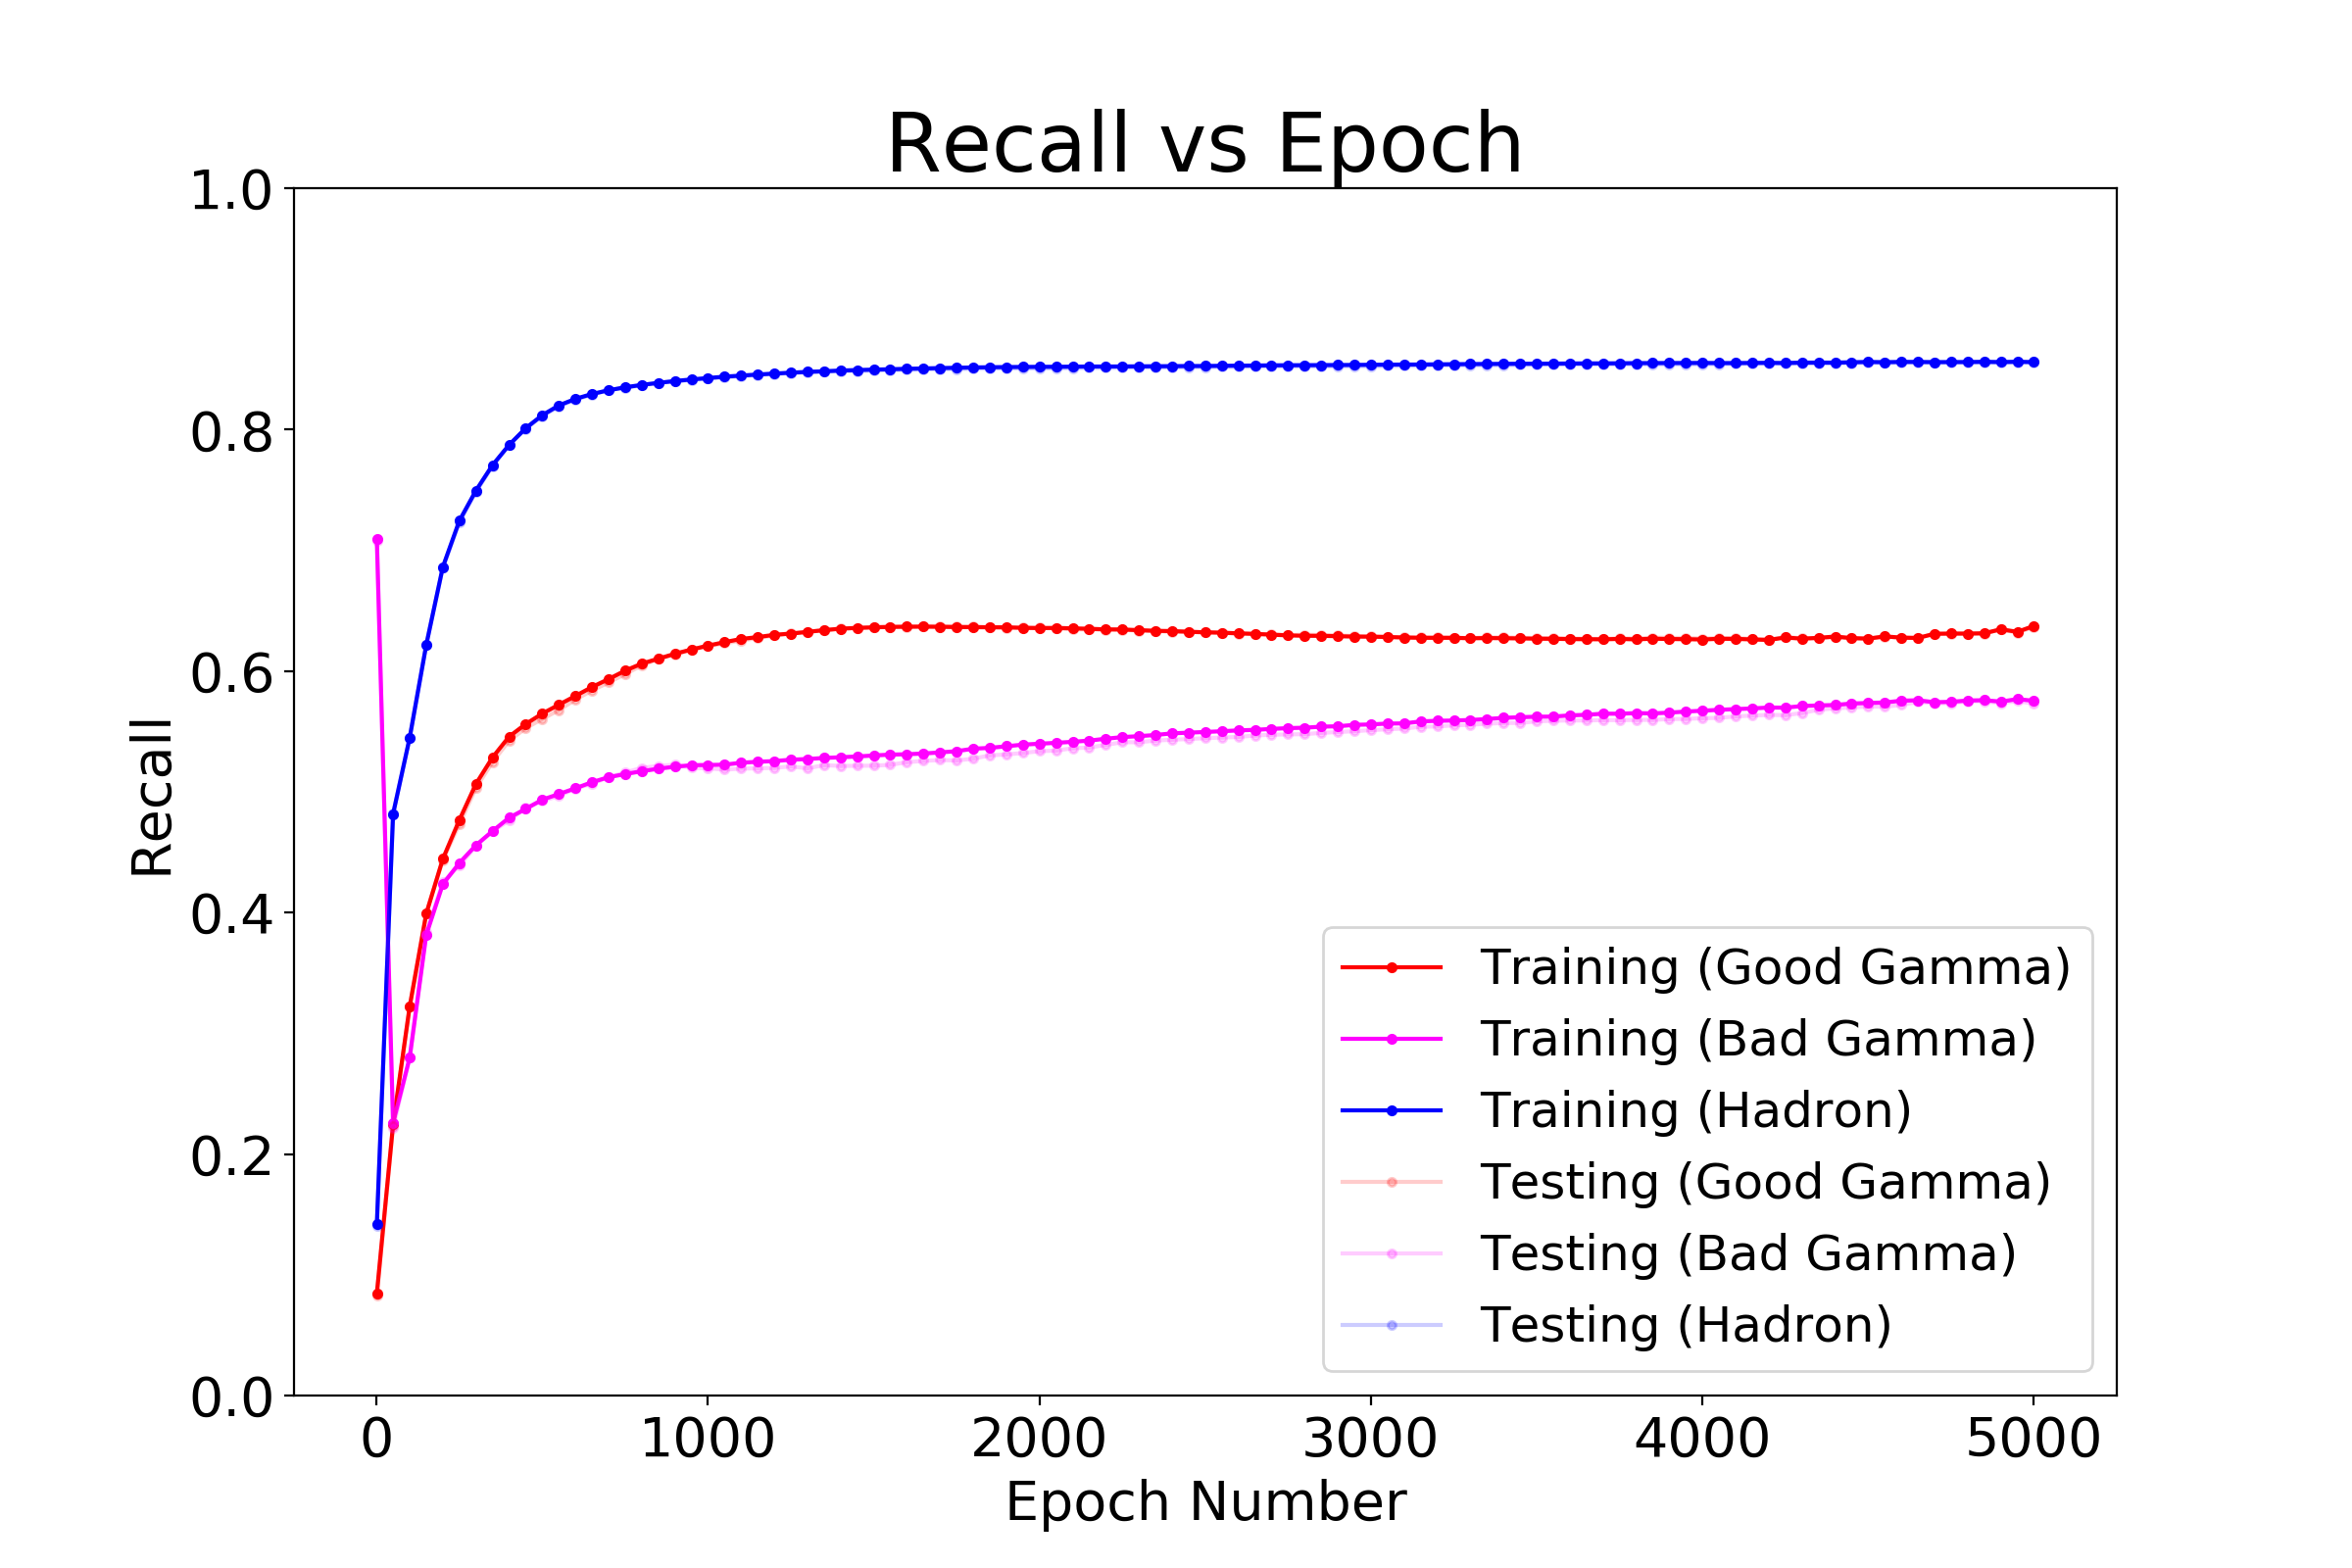 Recall vs Epoch
1.0
0.8
0.6
0.4
0.2
0.0
Recall
0 1000 2000 3000 4000 5000
Epoch Number
Training (Good Gamma)
Training (Bad Gamma)
Training (Hadron)
Testing (Good Gamma)
Testing (Bad Gamma)
Testing (Hadron)